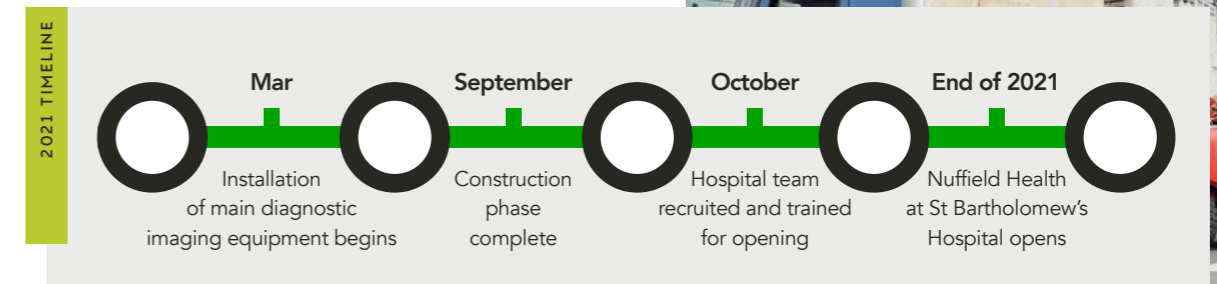 2021 TIMELINE
Mar
Installation
of main diagnostic
imaging equipment begins
September
Construction
phase
complete
October
Hospital team
recruited and trained
for opening
End of 2021
Nuffield Health
at St Bartholomew's
Hospital opens